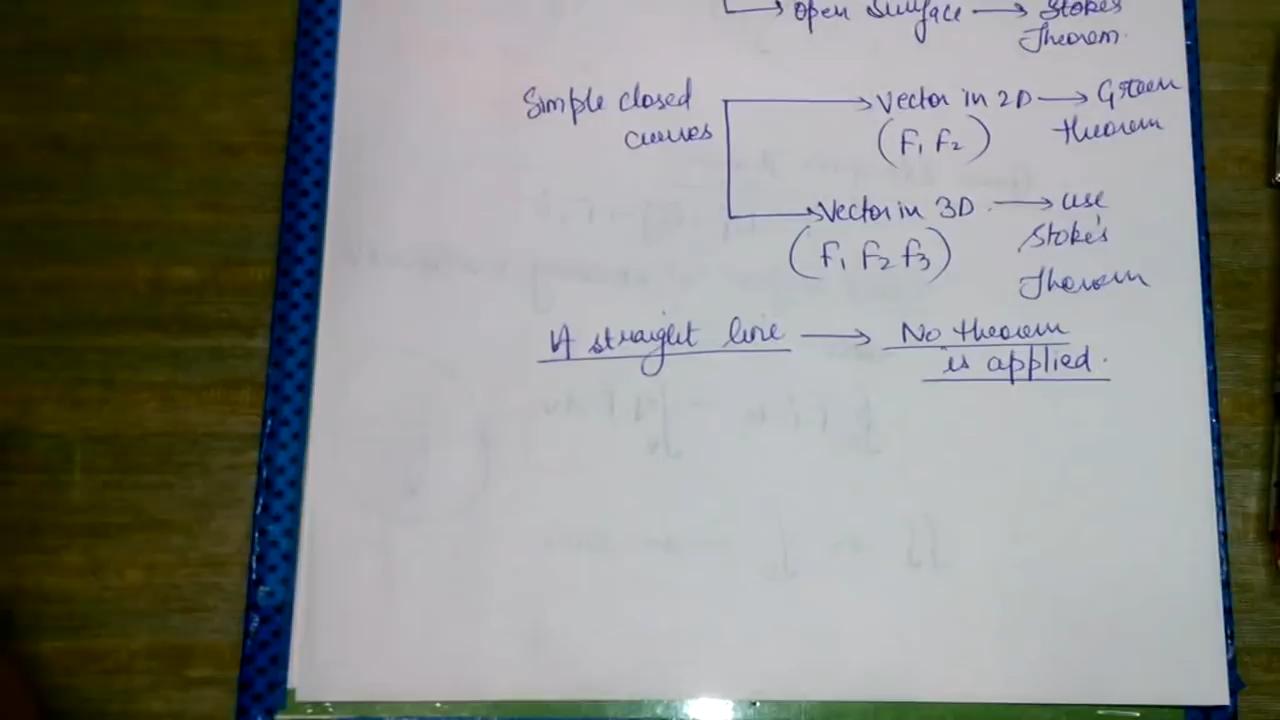 Open Surface → Stokes
Theorem.
Simple closed curves
Vector in 2D → Green theorem
(F₁ F₂)
Vector in 3D → use Stoke's Theorem
(F₁ F₂ f₃)
A straight line → No theorem
is applied.